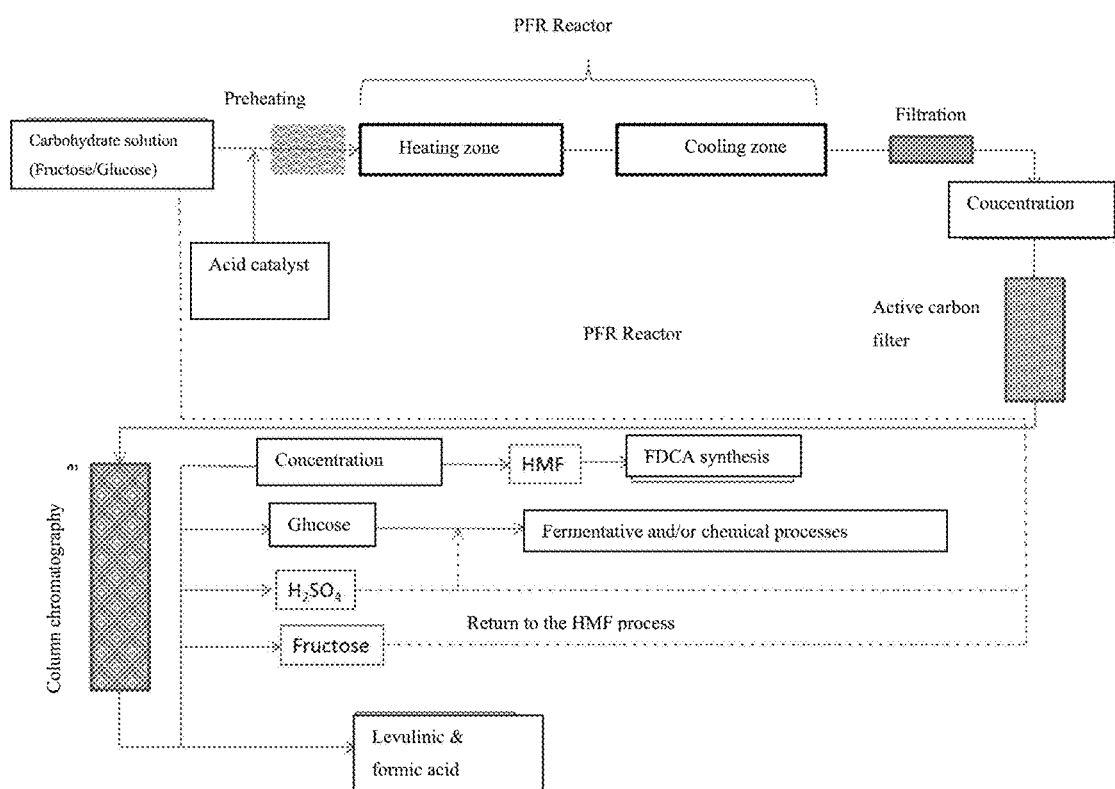 PFR Reactor
Preheating
Filtration
Carbohydrate solution
(Fructose/Glucose)
Heating zone
Cooling zone
Coucentration
Acid catalyst
Active carbon
filter
PFR Reactor
Column chromatography
Concentration
HMF
FDCA synthesis
Glucose
Fermentative and/or chemical processes
H₂SO₄
Return to the HMF process
Fructose
Levulinic &
formic acid